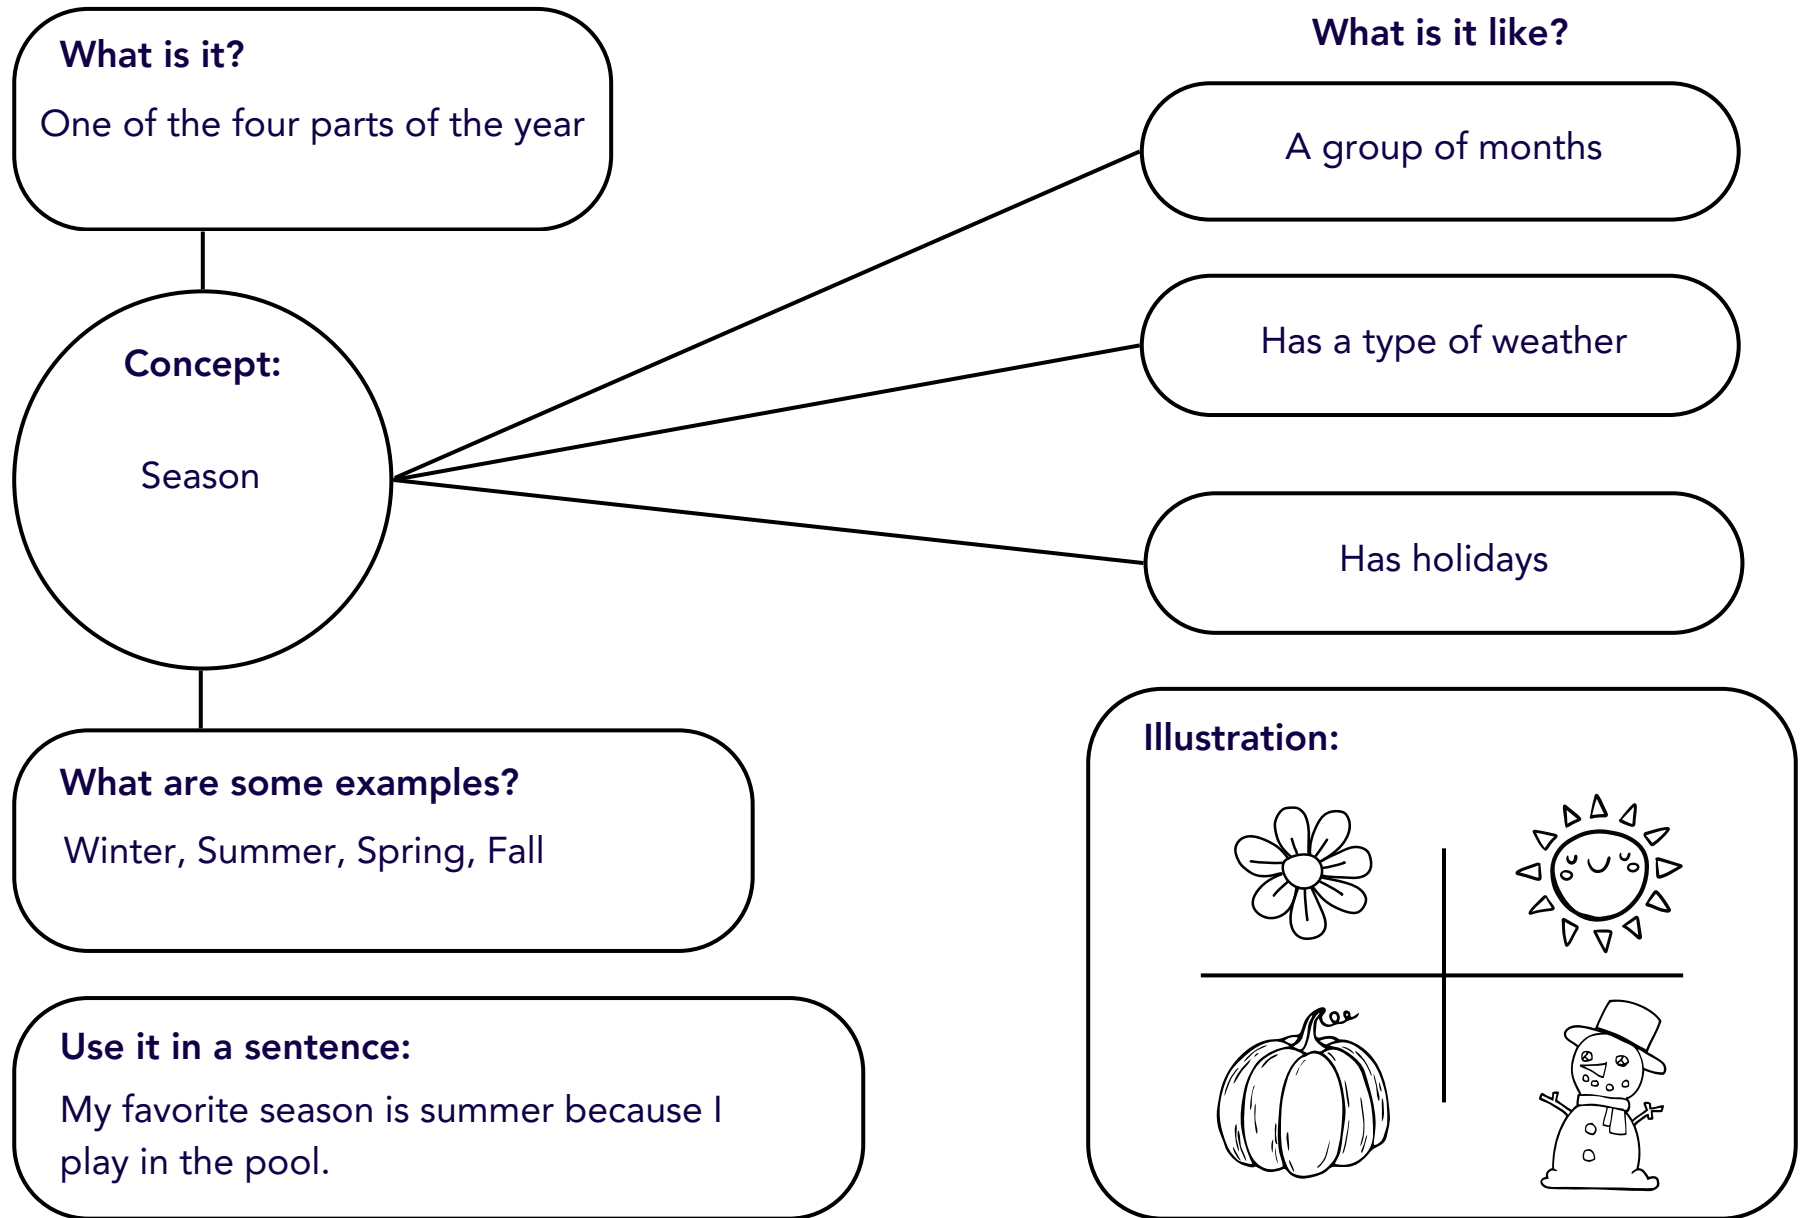 What is it?
One of the four parts of the year
What is it like?
A group of months
Has a type of weather
Has holidays
Concept:
Season
What are some examples?
Winter, Summer, Spring, Fall
Use it in a sentence:
My favorite season is summer because I
play in the pool.
Illustration: